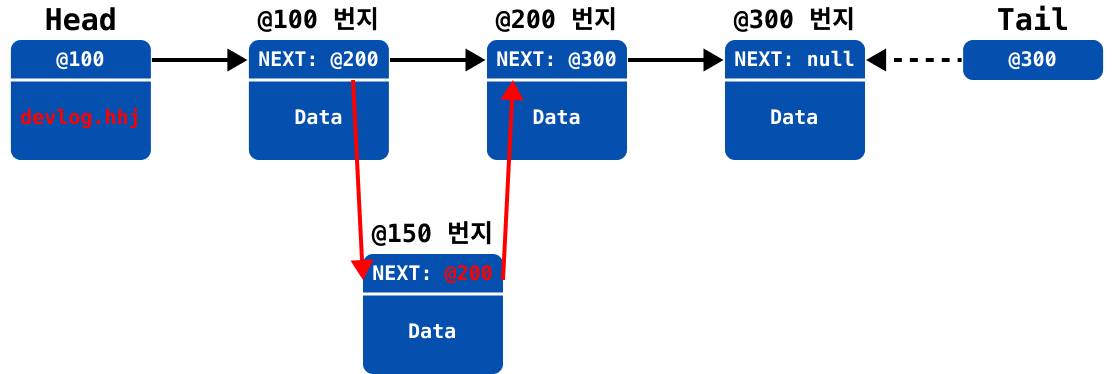 Head
@100
devlog.hhj
@100 번지
NEXT: @200
Data
@200 번지
NEXT: @300
Data
@300 번지
NEXT: null
Data
Tail
@300
@150 번지
NEXT: @200
Data